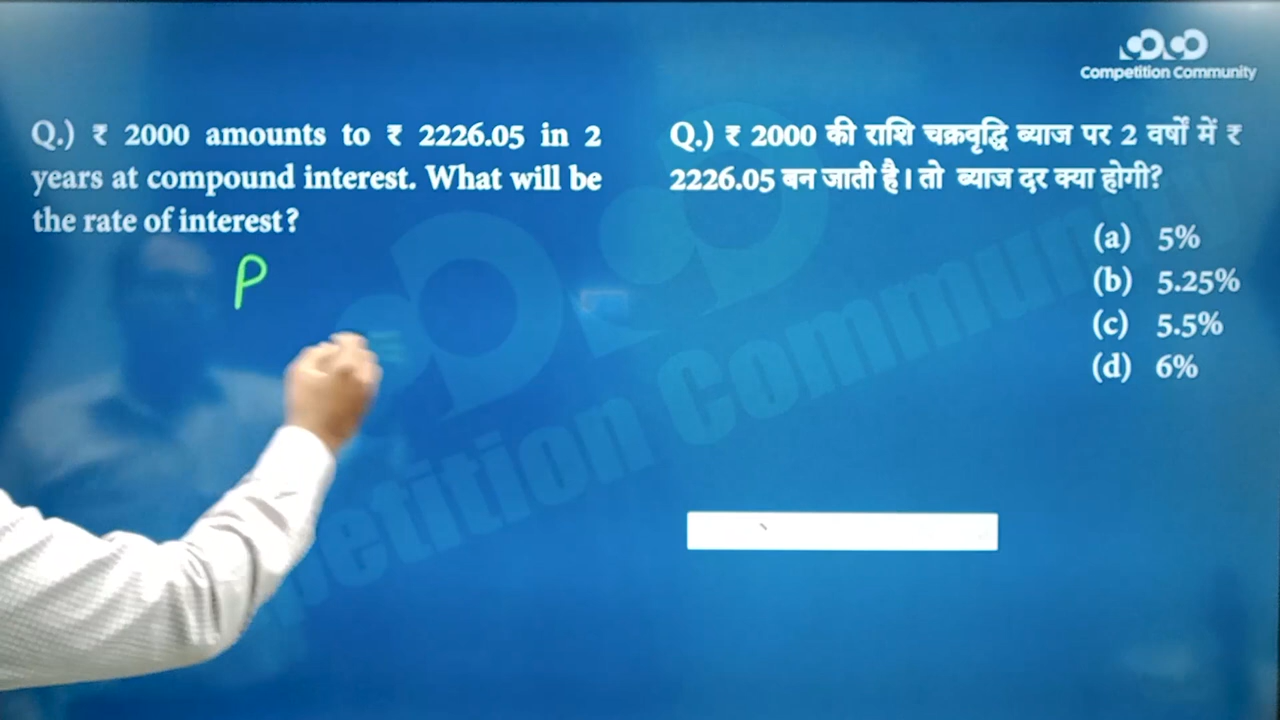 Competition Community
Q.) ₹ 2000 amounts to ₹ 2226.05 in 2
years at compound interest. What will be
the rate of interest?
P
Q.) ₹ 2000 की राशि चक्रवृद्धि ब्याज पर 2 वर्षों में ₹
2226.05 बन जाती है। तो ब्याज दर क्या होगी?
(a) 5%
(b) 5.25%
(c) 5.5%
(d) 6%
petition Community